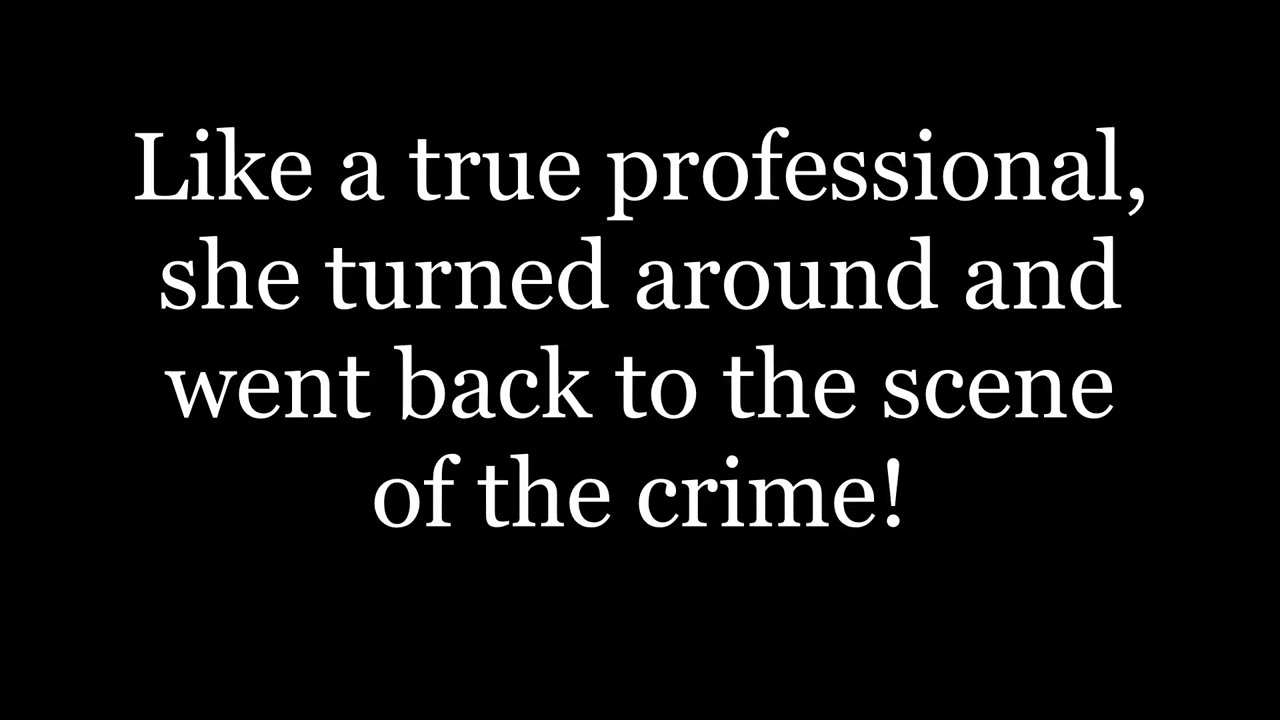 Like a true professional,
she turned around and
went back to the scene
of the crime!